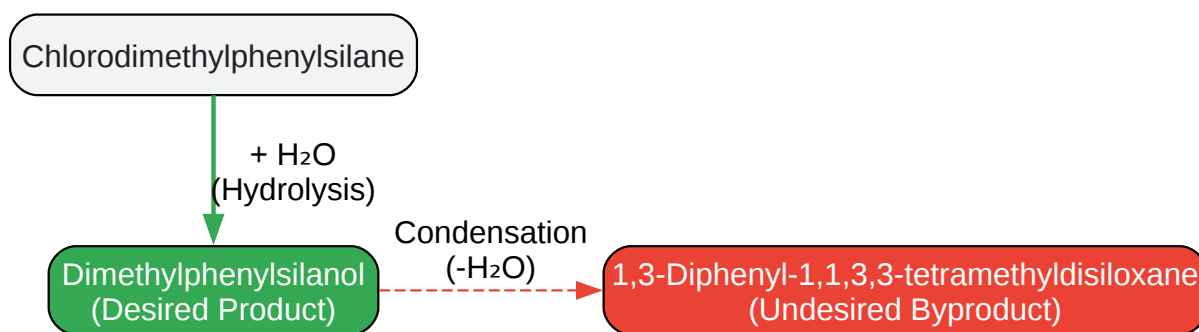 Chlorodimethylphenylsilane
+ H₂O
(Hydrolysis)
Condensation
(-H₂O)
Dimethylphenylsilanol
(Desired Product)
1,3-Diphenyl-1,1,3,3-tetramethyldisiloxane
(Undesired Byproduct)